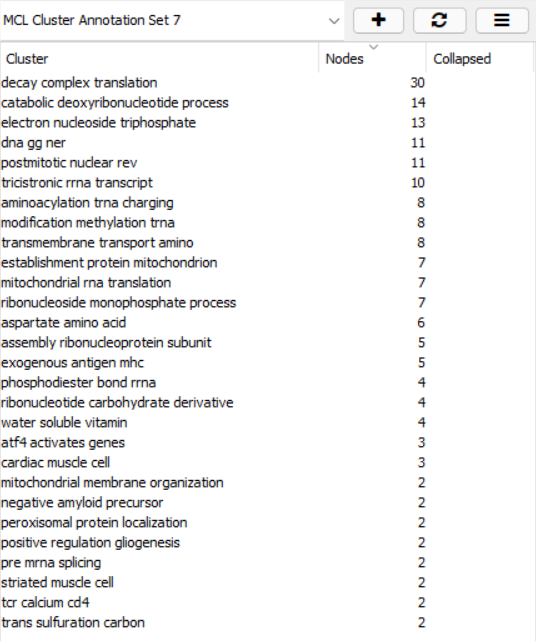 MCL Cluster Annotation Set 7
Cluster Nodes Collapsed
decay complex translation 30
catabolic deoxyribonucleotide process 14
electron nucleoside triphosphate 13
dna gg ner 11
postmitotic nuclear rev 11
tricistronic rrna transcript 10
aminoacylation trna charging 8
modification methylation trna 8
transmembrane transport amino 8
establishment protein mitochondrion 7
mitochondrial rna translation 7
ribonucleoside monophosphate process 7
aspartate amino acid 6
assembly ribonucleoprotein subunit 5
exogenous antigen mhc 5
phosphodiester bond rrna 4
ribonucleotide carbohydrate derivative 4
water soluble vitamin 4
atf4 activates genes 3
cardiac muscle cell 3
mitochondrial membrane organization 2
negative amyloid precursor 2
peroxisomal protein localization 2
positive regulation gliogenesis 2
pre mrna splicing 2
striated muscle cell 2
tcr calcium cd4 2
trans sulfuration carbon 2